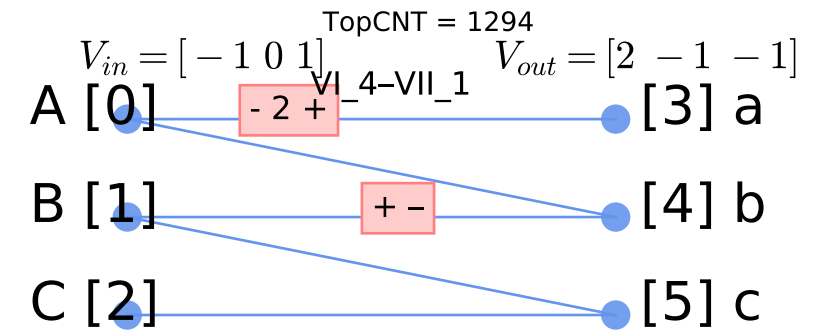 TopCNT = 1294
V_in = [ − 1 0 1] V_out = [2 − 1 − 1]
VI_4–VII_1
A [0] - 2 + [3] a
B [1] + – [4] b
C [2] [5] c